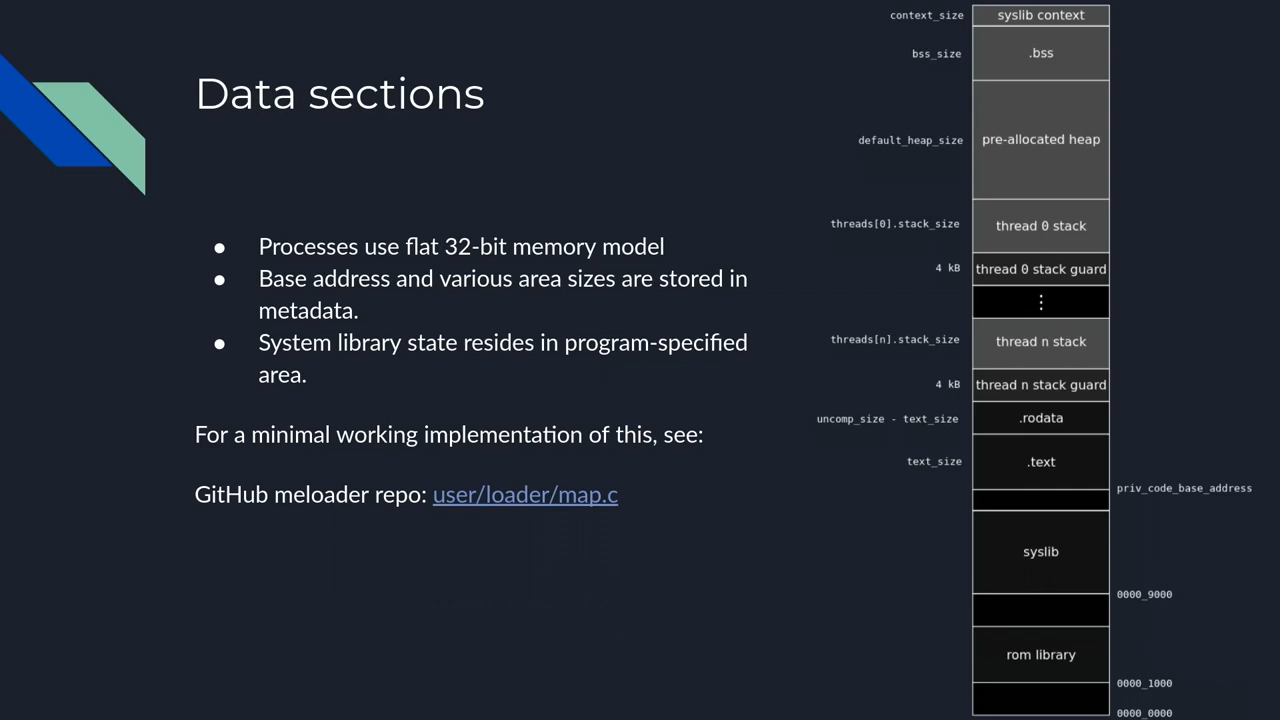 Data sections
● Processes use flat 32-bit memory model
● Base address and various area sizes are stored in
metadata.
● System library state resides in program-specified
area.
For a minimal working implementation of this, see:
GitHub meloader repo: user/loader/map.c
context_size syslib context
bss_size .bss
default_heap_size pre-allocated heap
threads[0].stack_size thread 0 stack
4 kB thread 0 stack guard
⋮
threads[n].stack_size thread n stack
4 kB thread n stack guard
uncomp_size - text_size .rodata
text_size .text
priv_code_base_address
syslib
0000_9000
rom library
0000_1000
0000_0000